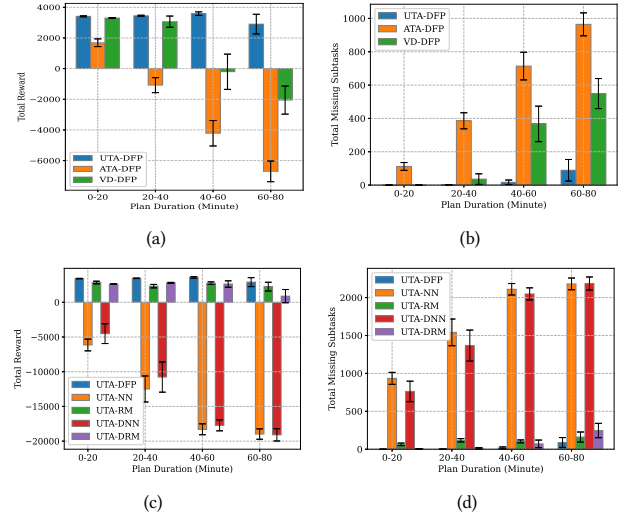 4000
2000
0
−2000
−4000
−6000
Total Reward
UTA-DFP
ATA-DFP
VD-DFP
0-20
20-40
40-60
60-80
Plan Duration (Minute)
(a)
1000
800
600
400
200
0
Total Missing Subtasks
UTA-DFP
ATA-DFP
VD-DFP
0-20
20-40
40-60
60-80
Plan Duration (Minute)
(b)
0
−5000
−10000
−15000
−20000
Total Reward
UTA-DFP
UTA-NN
UTA-RM
UTA-DNN
UTA-DRM
0-20
20-40
40-60
60-80
Plan Duration (Minute)
(c)
2000
1500
1000
500
0
Total Missing Subtasks
UTA-DFP
UTA-NN
UTA-RM
UTA-DNN
UTA-DRM
0-20
20-40
40-60
60-80
Plan Duration (Minute)
(d)